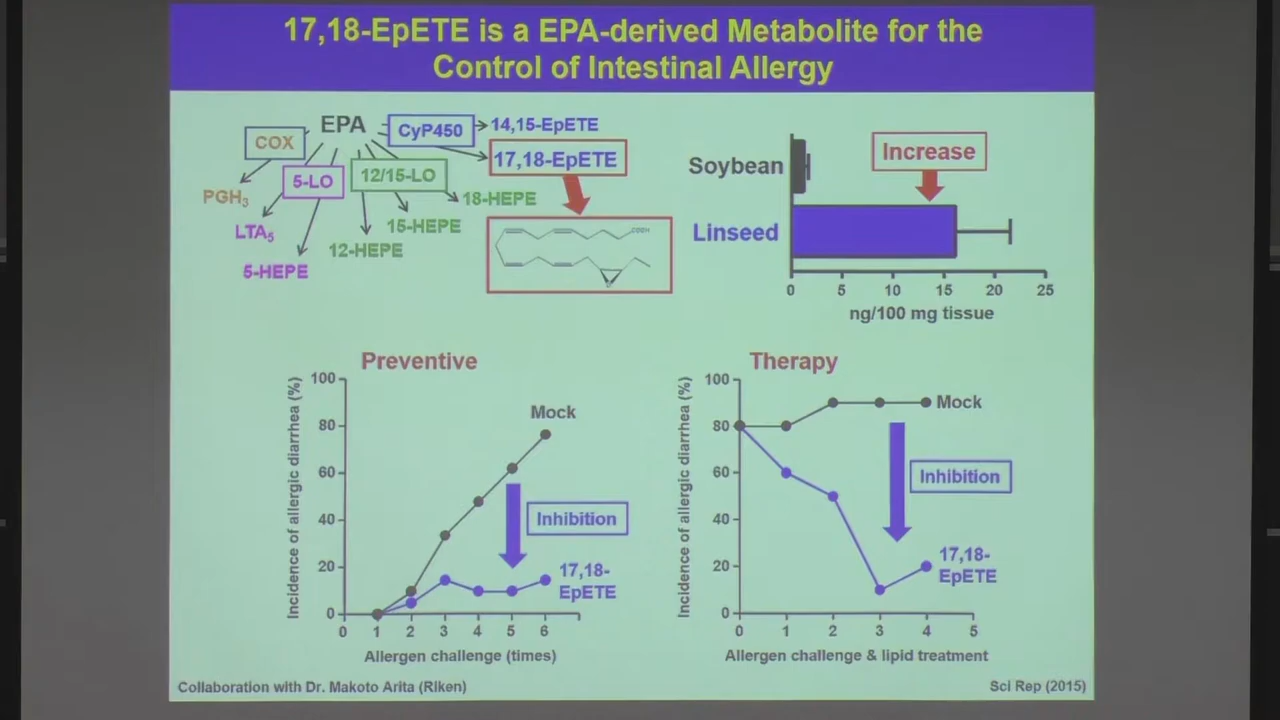 17,18-EpETE is a EPA-derived Metabolite for the
Control of Intestinal Allergy
EPA
COX
CyP450
5-LO
12/15-LO
14,15-EpETE
17,18-EpETE
PGH3
LTA5
5-HEPE
12-HEPE
15-HEPE
18-HEPE
COOH
O
Soybean
Linseed
Increase
0 5 10 15 20 25
ng/100 mg tissue
Preventive
Incidence of allergic diarrhea (%)
100
80
60
40
20
0
Mock
Inhibition
17,18-
EpETE
0 1 2 3 4 5 6
Allergen challenge (times)
Therapy
Incidence of allergic diarrhea (%)
100
80
60
40
20
0
Mock
Inhibition
17,18-
EpETE
0 1 2 3 4 5
Allergen challenge & lipid treatment
Collaboration with Dr. Makoto Arita (Riken)
Sci Rep (2015)